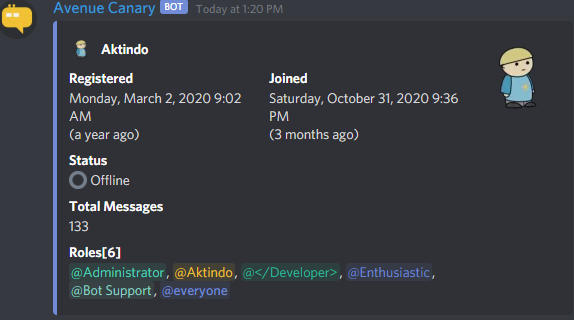 Avenue Canary BOT Today at 1:20 PM
Aktindo
Registered
Monday, March 2, 2020 9:02
AM
(a year ago)
Joined
Saturday, October 31, 2020 9:36
PM
(3 months ago)
Status
Offline
Total Messages
133
Roles[6]
@Administrator, @Aktindo, @</Developer>, @Enthusiastic,
@Bot Support, @everyone